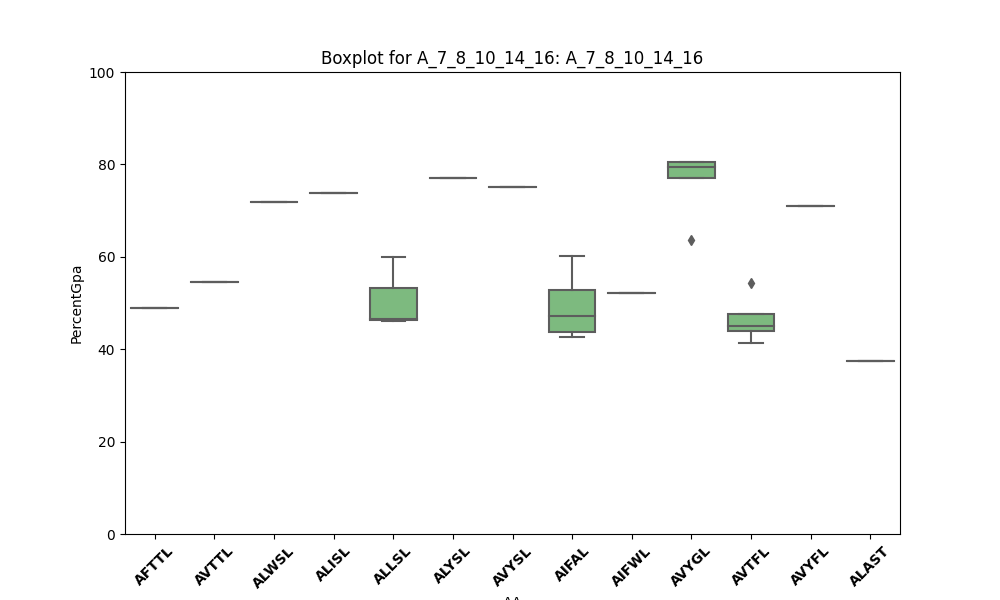 Boxplot for A_7_8_10_14_16: A_7_8_10_14_16
100
80
60
40
20
0
PercentGpa
AFTTL
AVTTL
ALWSL
ALISL
ALLSL
ALYSL
AVYSL
AIFAL
AIFWL
AVYGL
AVTFL
AVYFL
ALAST